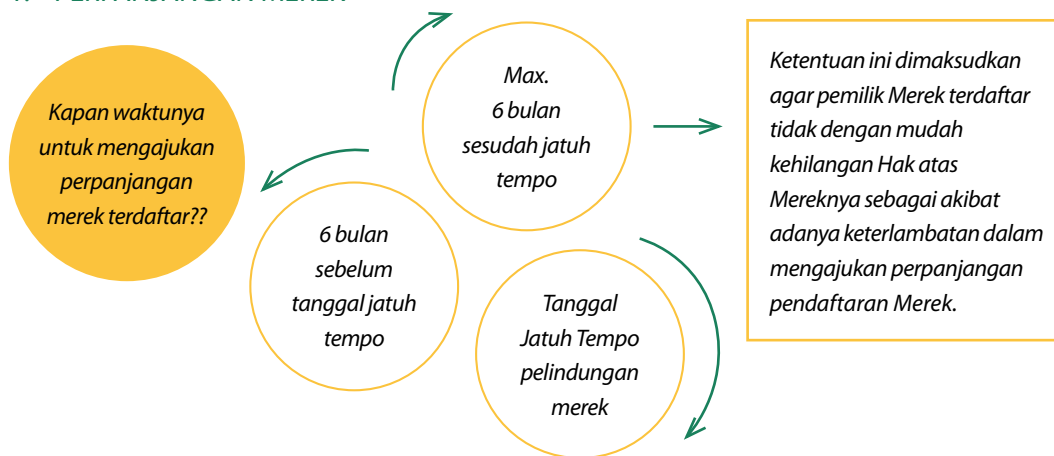 Kapan waktunya
untuk mengajukan
perpanjangan
merek terdaftar??
6 bulan
sebelum
tanggal jatuh
tempo
Max.
6 bulan
sesudah jatuh
tempo
Tanggal
Jatuh Tempo
pelindungan
merek
Ketentuan ini dimaksudkan
agar pemilik Merek terdaftar
tidak dengan mudah
kehilangan Hak atas
Mereknya sebagai akibat
adanya keterlambatan dalam
mengajukan perpanjangan
pendaftaran Merek.